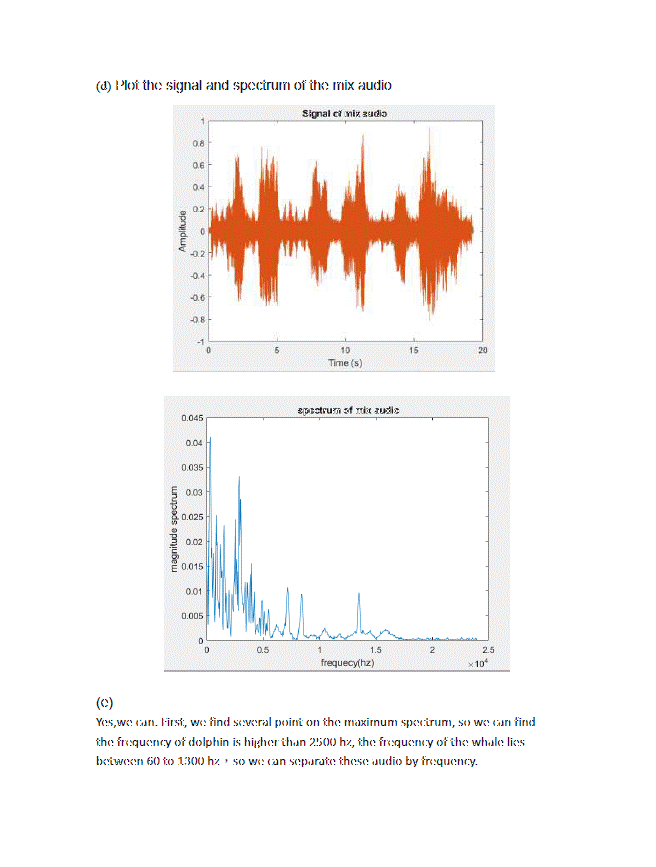 (d) Plot the signal and spectrum of the mix audio
Signal of mix audio
1
0.8
0.6
0.4
0.2
0
-0.2
-0.4
-0.6
-0.8
-1
Amplitude
0 5 10 15 20
Time (s)
spectrum of mix audio
0.045
0.04
0.035
0.03
0.025
0.02
0.015
0.01
0.005
0
magnitude spectrum
0 0.5 1 1.5 2 2.5
frequecy(hz)
×10^4
(e)
Yes,we can. First, we find several point on the maximum spectrum, so we can find
the frequency of dolphin is higher than 2500 hz, the frequency of the whale lies
between 60 to 1300 hz，so we can separate these audio by frequency.